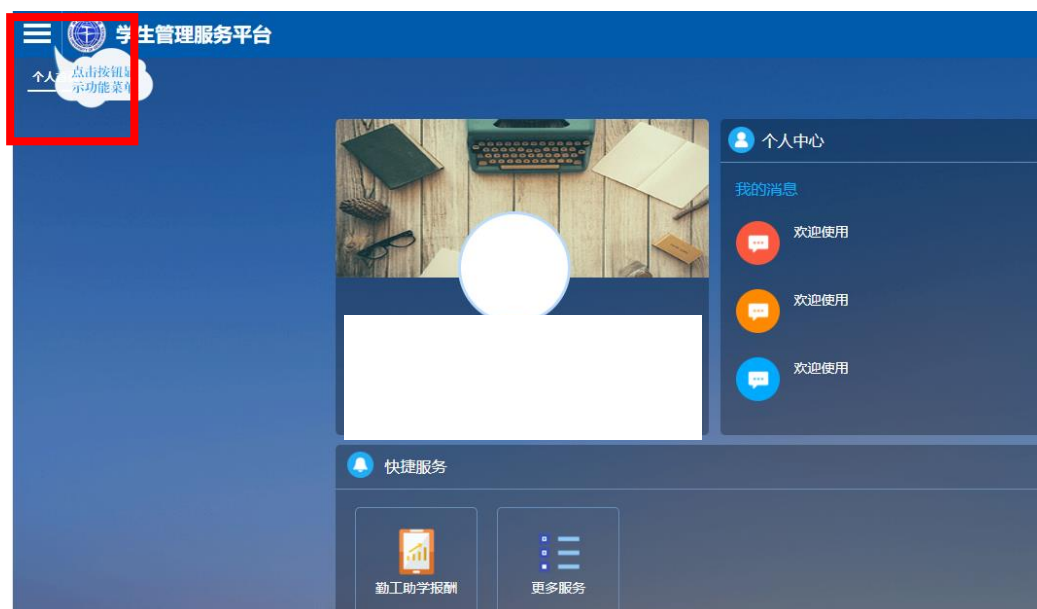 学生管理服务平台
点击按钮显
示功能菜单
个人
个人中心
我的消息
欢迎使用
欢迎使用
欢迎使用
快捷服务
勤工助学报酬
更多服务